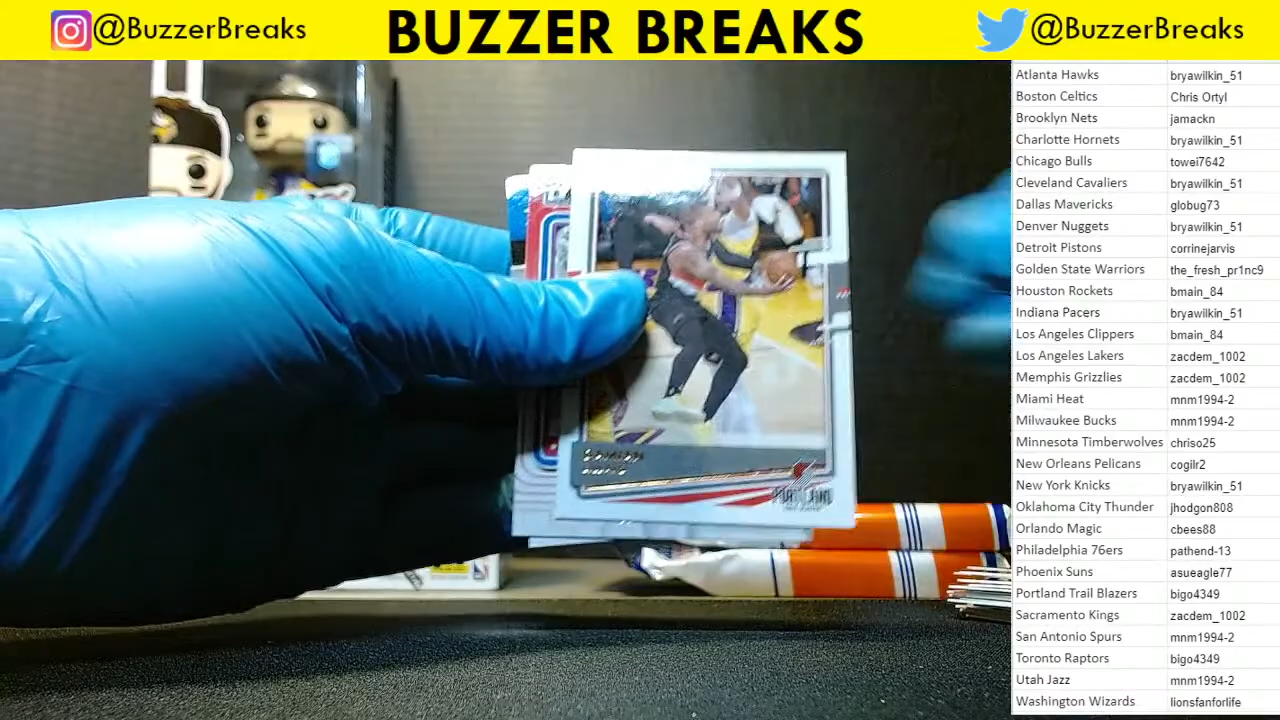 @BuzzerBreaks
BUZZER BREAKS
@BuzzerBreaks
Atlanta Hawks bryawilkin_51
Boston Celtics Chris Ortyl
Brooklyn Nets jamackn
Charlotte Hornets bryawilkin_51
Chicago Bulls towei7642
Cleveland Cavaliers bryawilkin_51
Dallas Mavericks globug73
Denver Nuggets bryawilkin_51
Detroit Pistons corrinejarvis
Golden State Warriors the_fresh_pr1nc9
Houston Rockets bmain_84
Indiana Pacers bryawilkin_51
Los Angeles Clippers bmain_84
Los Angeles Lakers zacdem_1002
Memphis Grizzlies zacdem_1002
Miami Heat mnm1994-2
Milwaukee Bucks mnm1994-2
Minnesota Timberwolves chriso25
New Orleans Pelicans cogilr2
New York Knicks bryawilkin_51
Oklahoma City Thunder jhodgon808
Orlando Magic cbees88
Philadelphia 76ers pathend-13
Phoenix Suns asueagle77
Portland Trail Blazers bigo4349
Sacramento Kings zacdem_1002
San Antonio Spurs mnm1994-2
Toronto Raptors bigo4349
Utah Jazz mnm1994-2
Washington Wizards lionsfanforlife
PORTLAND